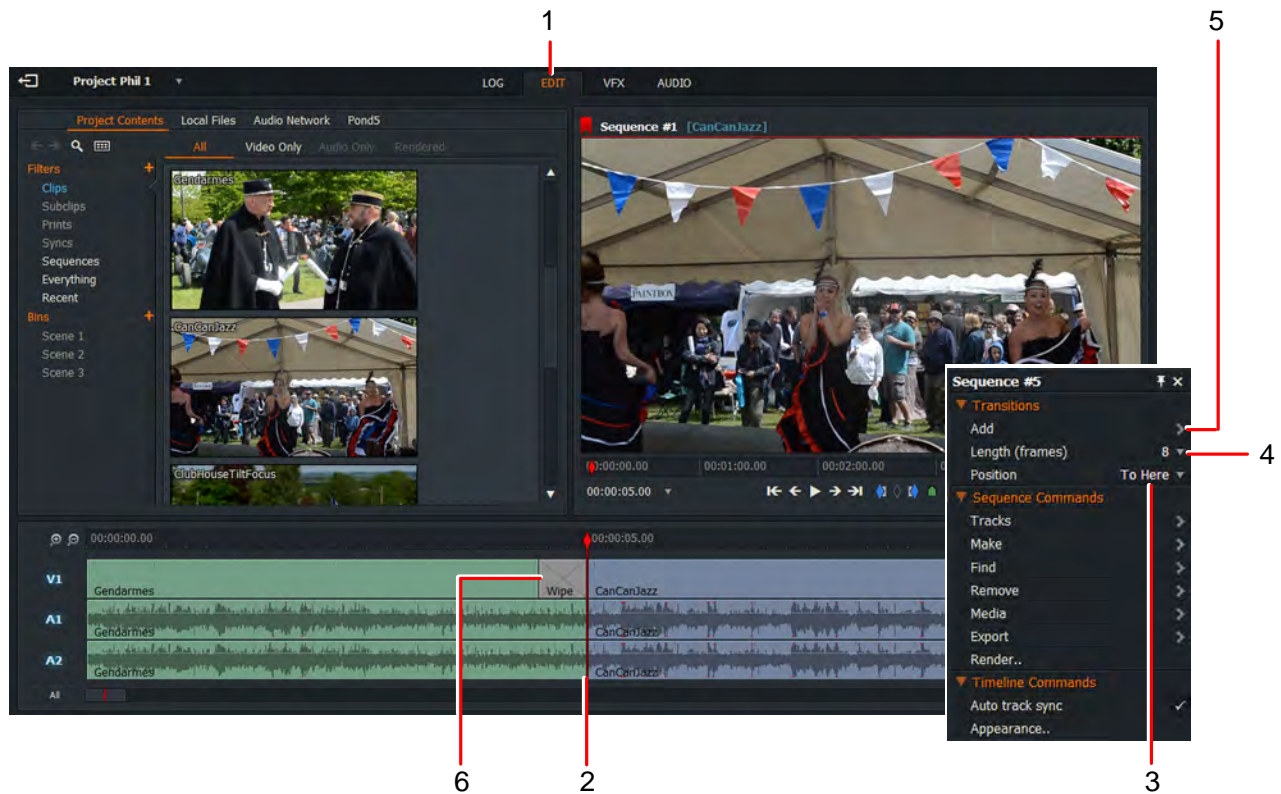 1
5
Project Phil 1
LOG
EDIT
VFX
AUDIO
Project Contents
Local Files
Audio Network
Pond5
All
Video Only
Audio Only
Rendered
Filters +
Clips
Subclips
Prints
Syncs
Sequences
Everything
Recent
Bins +
Scene 1
Scene 2
Scene 3
Gendarmes
CanCanJazz
ClubHouseTiltFocus
Sequence #1 [CanCanJazz]
PAINTBOX
00:00:00.00
00:01:00.00
00:02:00.00
00:00:05.00
Sequence #5
Transitions
Add
Length (frames) 8
Position To Here
Sequence Commands
Tracks
Make
Find
Remove
Media
Export
Render..
Timeline Commands
Auto track sync
Appearance..
4
00:00:00.00
00:00:05.00
V1
Gendarmes
Wipe
CanCanJazz
A1
Gendarmes
CanCanJazz
A2
Gendarmes
CanCanJazz
All
6
2
3